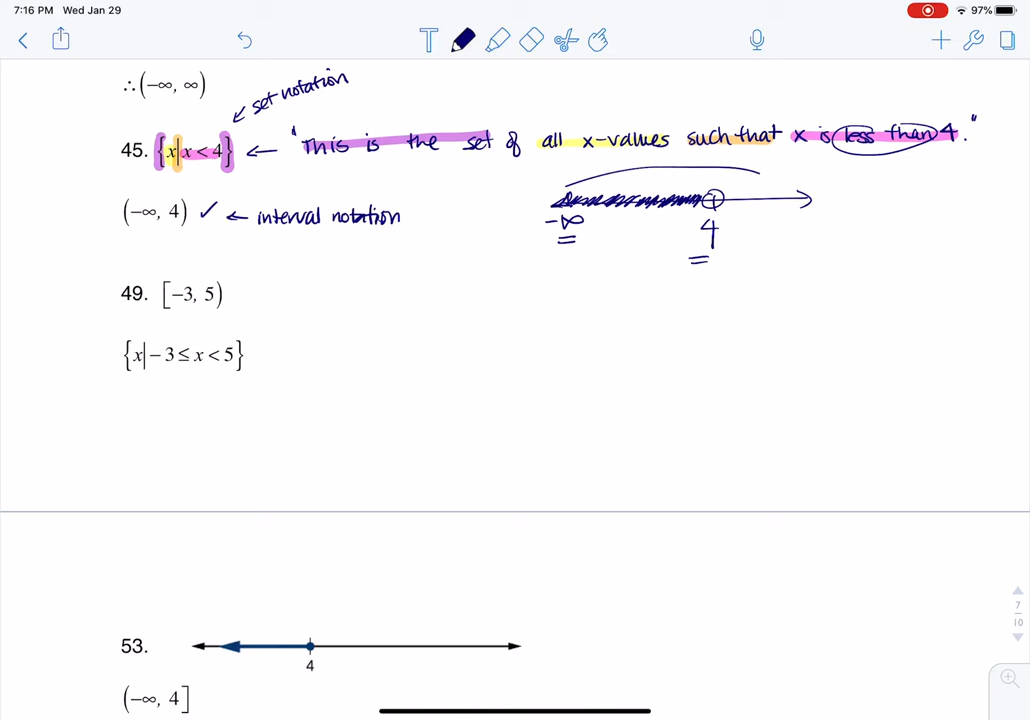 7:16 PM Wed Jan 29
97%
∴(−∞, ∞)
set notation
45. {x|x < 4} ← "This is the set of all x-values such that x is less than 4."
(−∞, 4) ✓ ← interval notation
−∞ 4
49. [−3, 5)
{x|−3 ≤ x < 5}
7
10
53.
4
(−∞, 4]